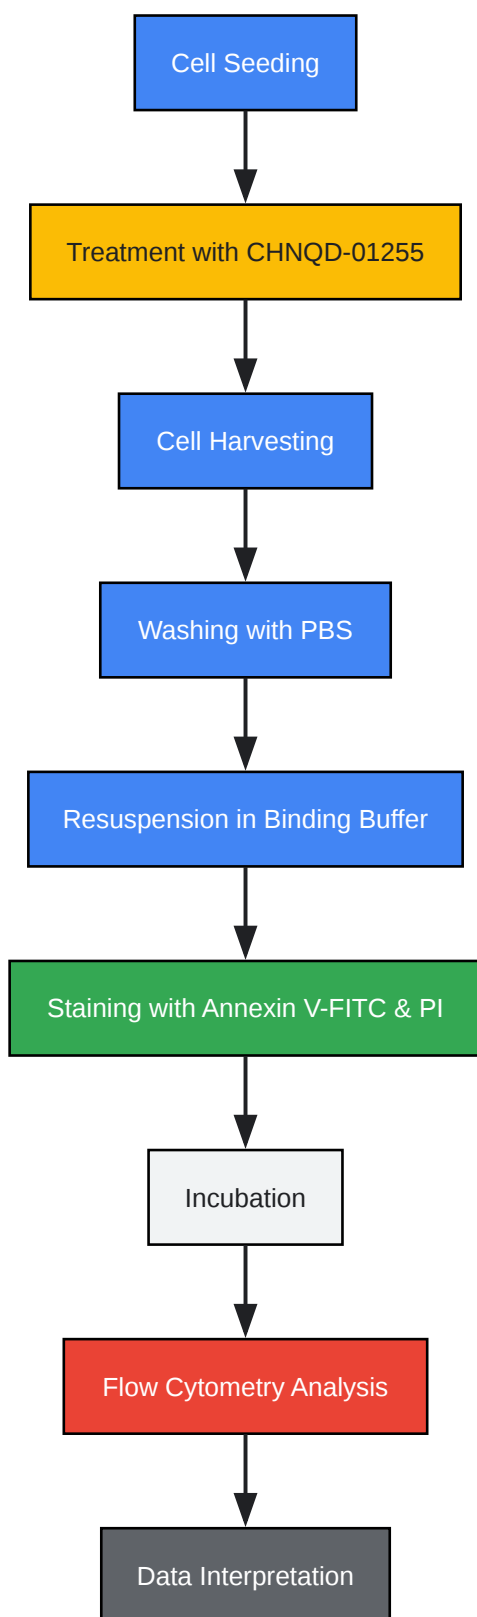 Cell Seeding
Treatment with CHNQD-01255
Cell Harvesting
Washing with PBS
Resuspension in Binding Buffer
Staining with Annexin V-FITC & PI
Incubation
Flow Cytometry Analysis
Data Interpretation